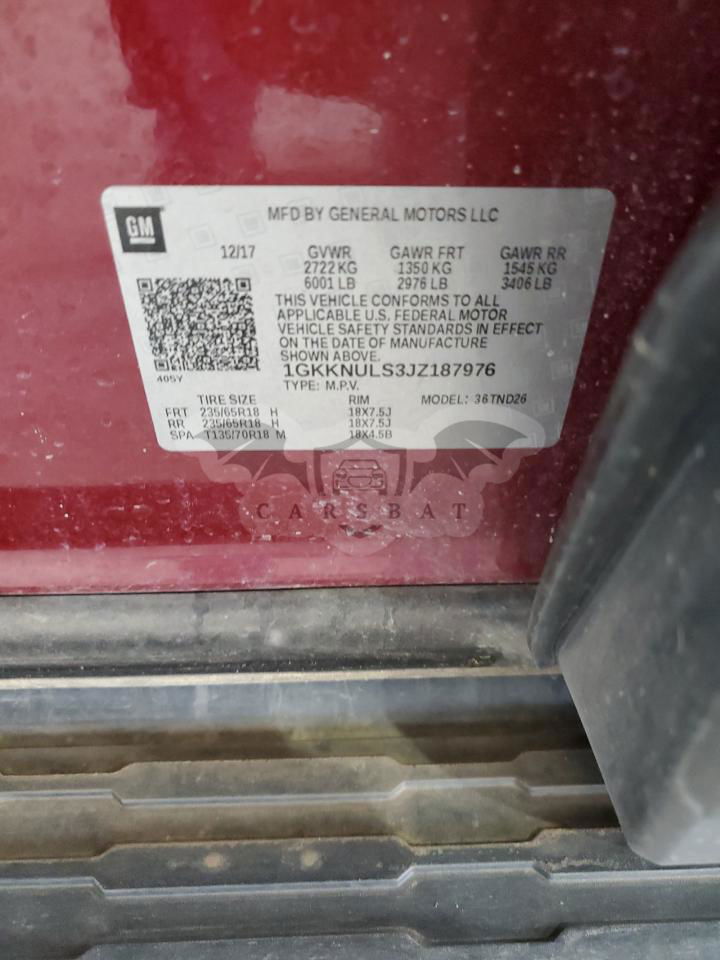 GM
MFD BY GENERAL MOTORS LLC
12/17 GVWR GAWR FRT GAWR RR
2722 KG 1350 KG 1545 KG
6001 LB 2976 LB 3406 LB
THIS VEHICLE CONFORMS TO ALL
APPLICABLE U.S. FEDERAL MOTOR
VEHICLE SAFETY STANDARDS IN EFFECT
ON THE DATE OF MANUFACTURE
SHOWN ABOVE.
405Y
1GKKNULS3JZ187976
TYPE: M.P.V.
TIRE SIZE RIM MODEL: 36TND26
FRT 235/65R18 H 18X7.5J
RR 235/65R18 H 18X7.5J
SPA T135/70R18 M 18X4.5B
CARSBAT